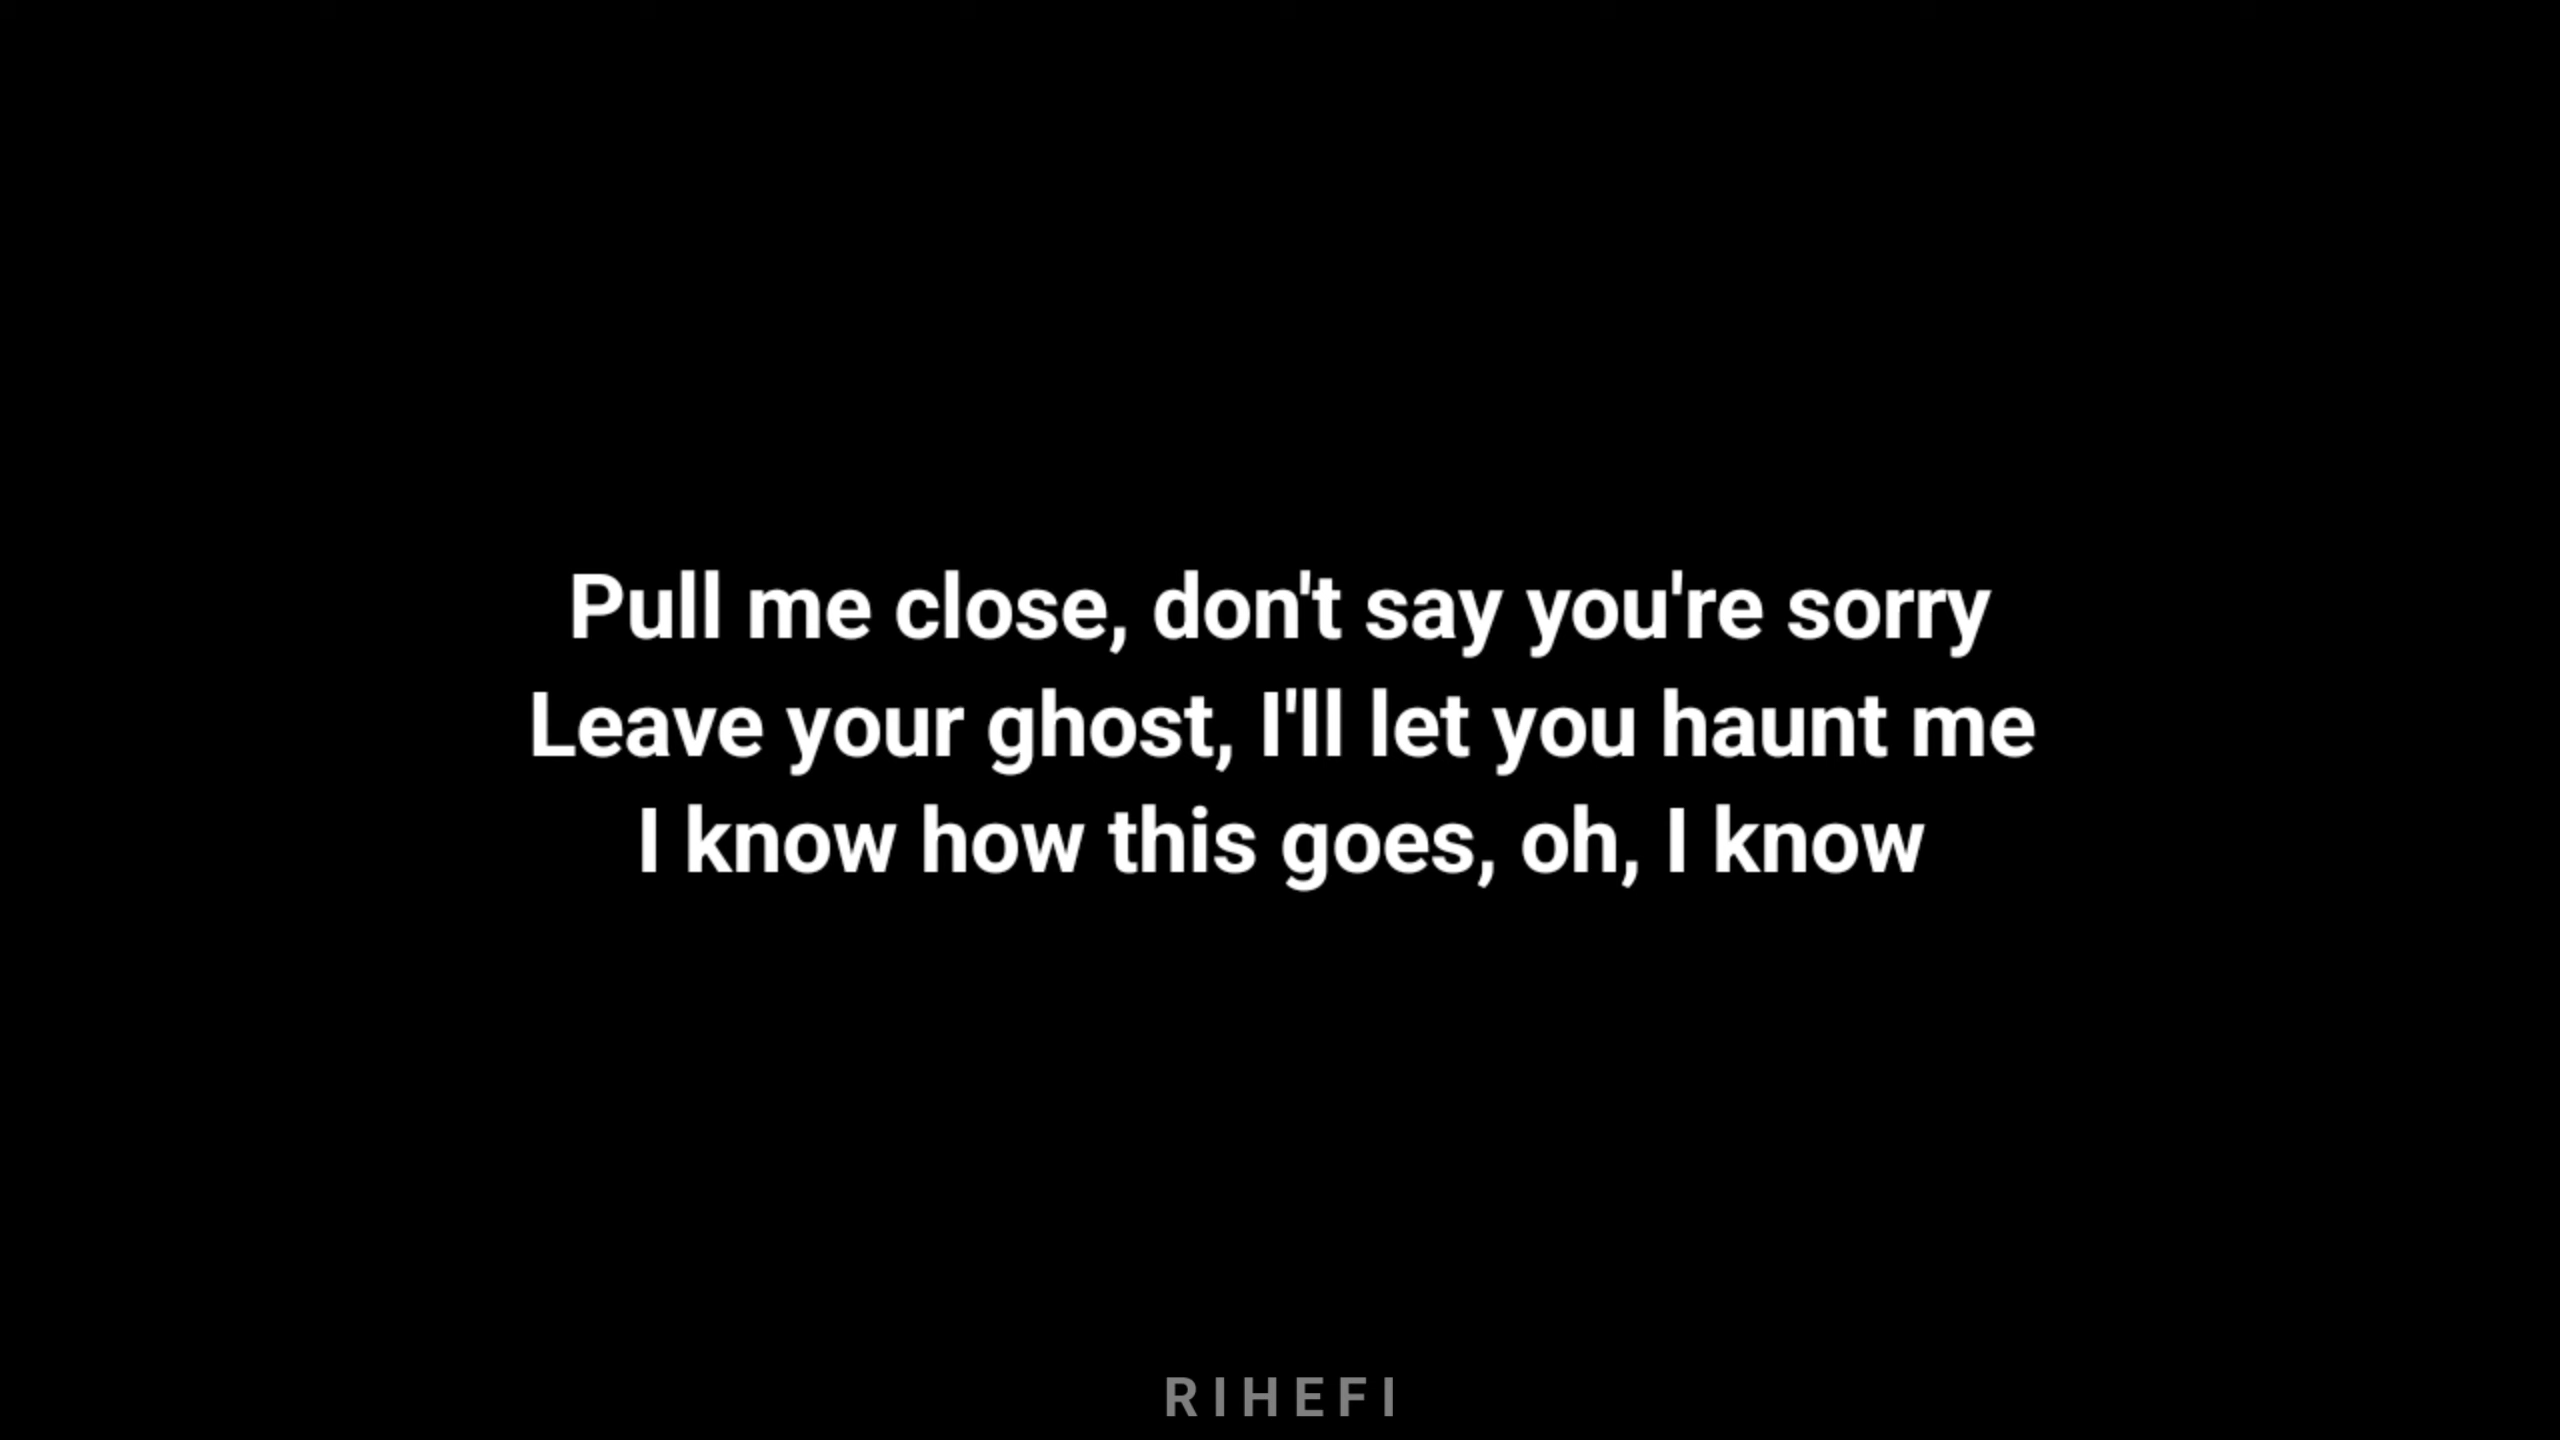 Pull me close, don't say you're sorry
Leave your ghost, I'll let you haunt me
I know how this goes, oh, I know
RIHEFI